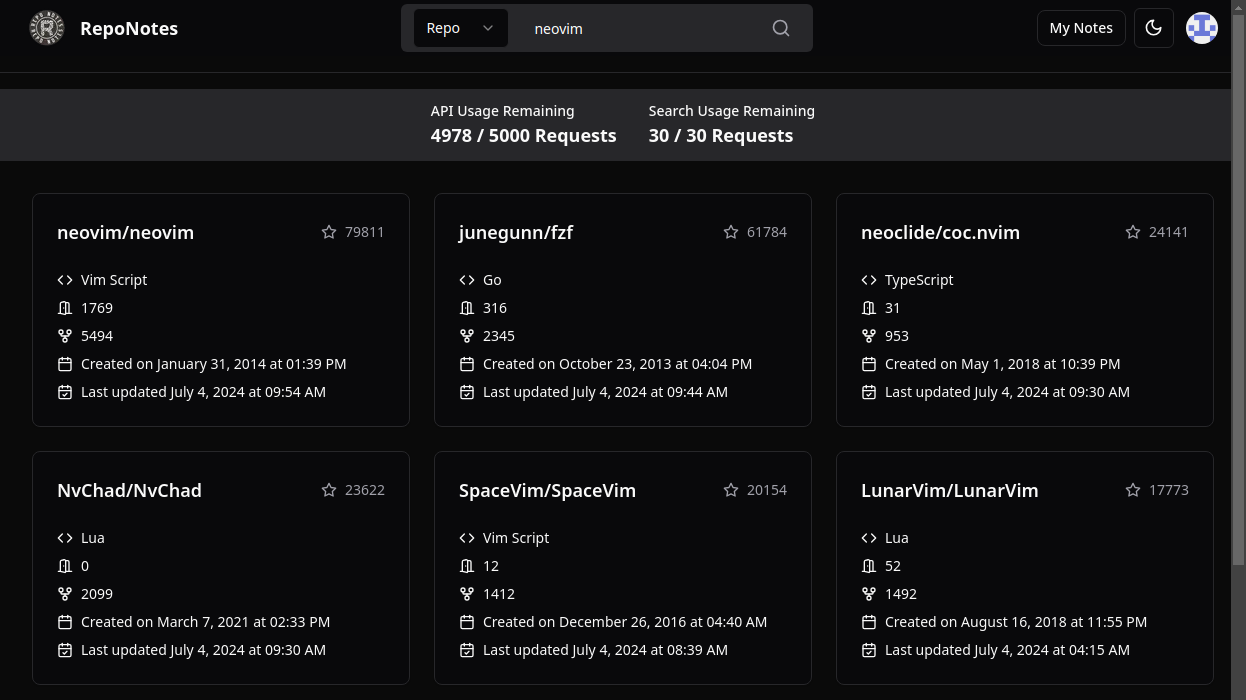 REPO NOTES
RepoNotes
Repo
neovim
My Notes
API Usage Remaining
4978 / 5000 Requests
Search Usage Remaining
30 / 30 Requests
neovim/neovim
79811
Vim Script
1769
5494
Created on January 31, 2014 at 01:39 PM
Last updated July 4, 2024 at 09:54 AM
junegunn/fzf
61784
Go
316
2345
Created on October 23, 2013 at 04:04 PM
Last updated July 4, 2024 at 09:44 AM
neoclide/coc.nvim
24141
TypeScript
31
953
Created on May 1, 2018 at 10:39 PM
Last updated July 4, 2024 at 09:30 AM
NvChad/NvChad
23622
Lua
0
2099
Created on March 7, 2021 at 02:33 PM
Last updated July 4, 2024 at 09:30 AM
SpaceVim/SpaceVim
20154
Vim Script
12
1412
Created on December 26, 2016 at 04:40 AM
Last updated July 4, 2024 at 08:39 AM
LunarVim/LunarVim
17773
Lua
52
1492
Created on August 16, 2018 at 11:55 PM
Last updated July 4, 2024 at 04:15 AM